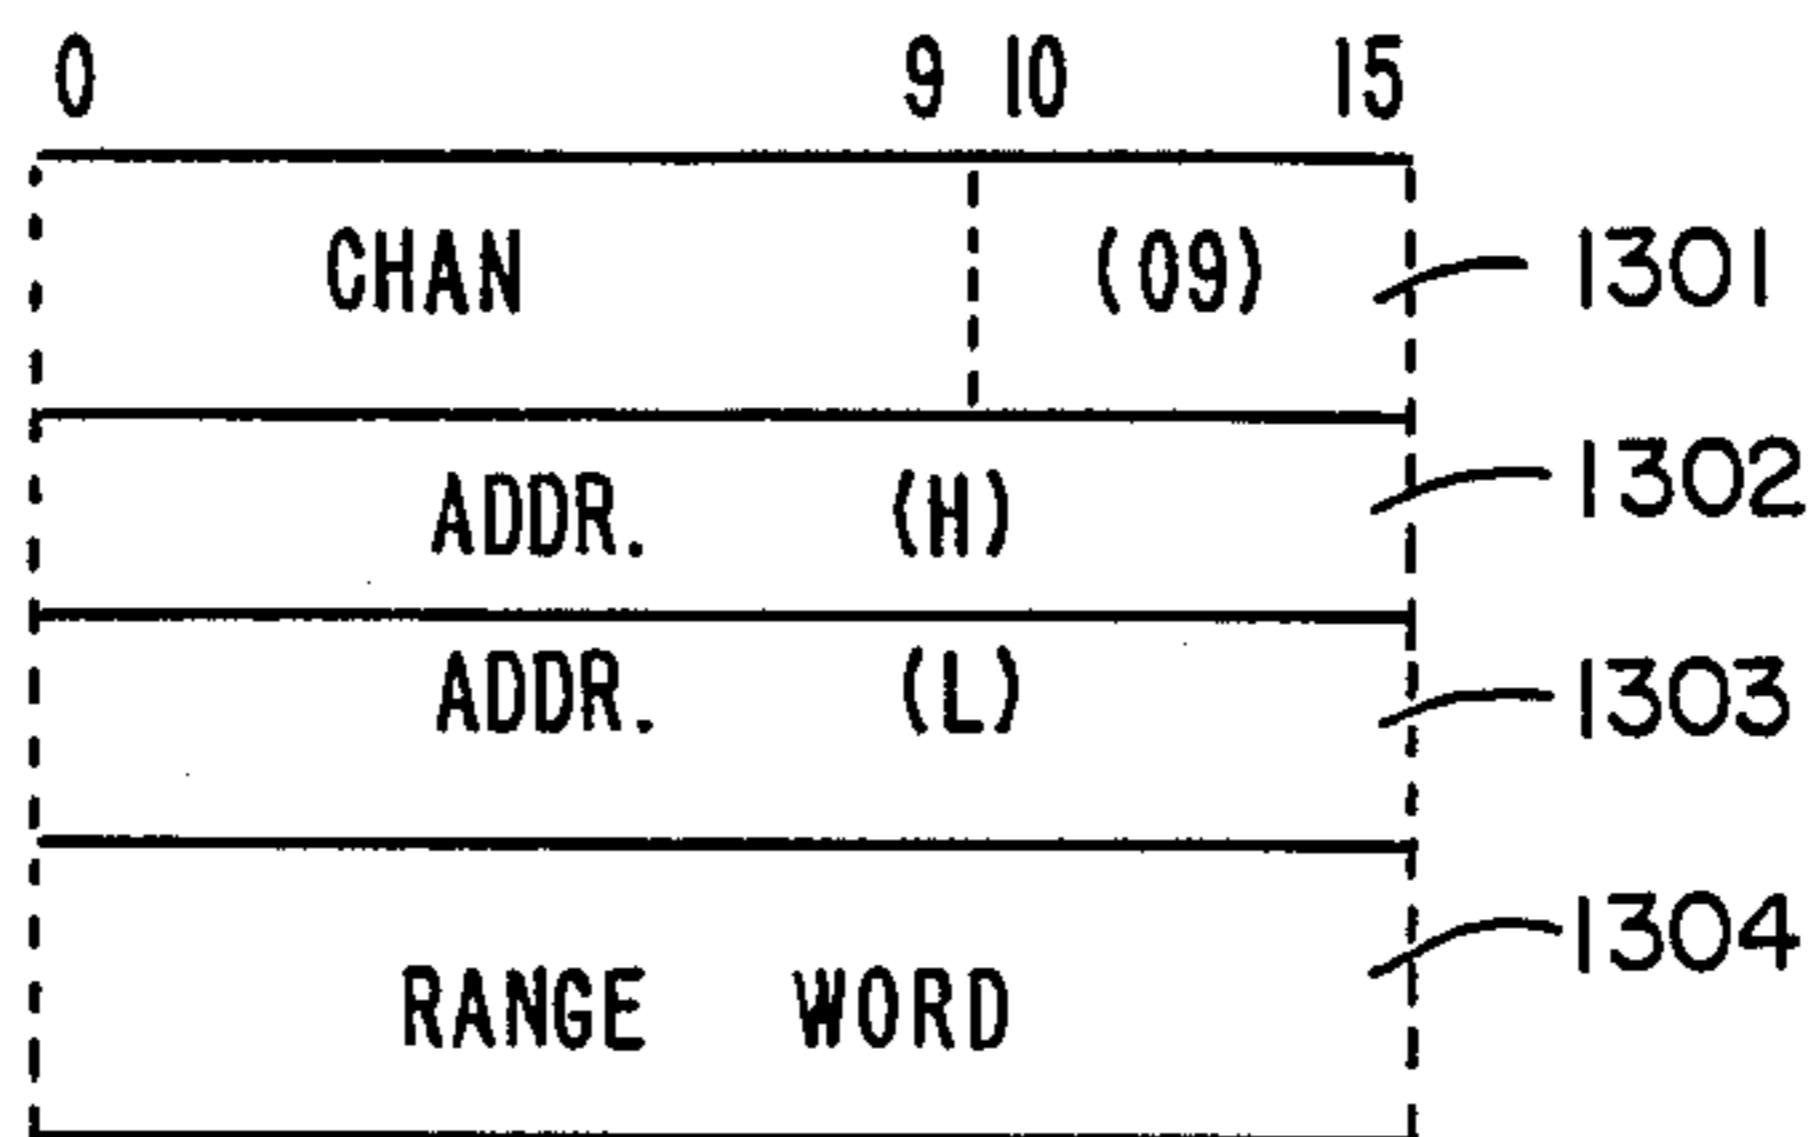 0 9 10 15
CHAN (09) 1301
ADDR. (H) 1302
ADDR. (L) 1303
RANGE WORD 1304